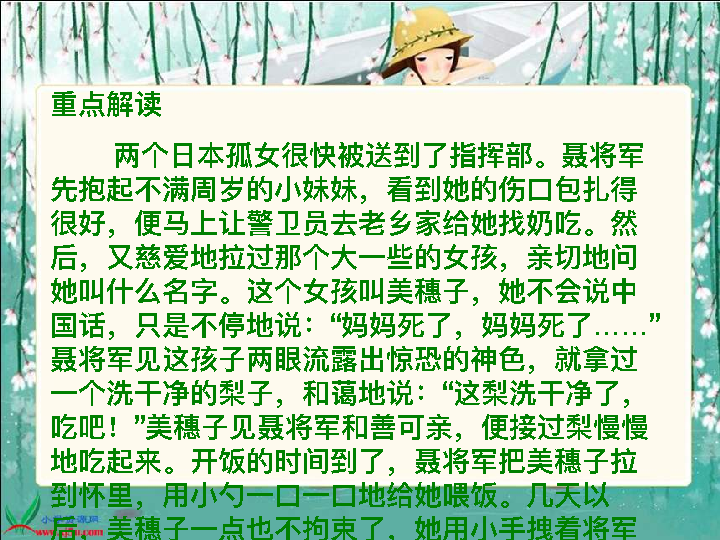 重点解读
两个日本孤女很快被送到了指挥部。聂将军
先抱起不满周岁的小妹妹，看到她的伤口包扎得
很好，便马上让警卫员去老乡家给她找奶吃。然
后，又慈爱地拉过那个大一些的女孩，亲切地问
她叫什么名字。这个女孩叫美穗子，她不会说中
国话，只是不停地说：“妈妈死了，妈妈死了……”
聂将军见这孩子两眼流露出惊恐的神色，就拿过
一个洗干净的梨子，和蔼地说：“这梨洗干净了，
吃吧！”美穗子见聂将军和善可亲，便接过梨慢慢
地吃起来。开饭的时间到了，聂将军把美穗子拉
到怀里，用小勺一口一口地给她喂饭。几天以
后，美穗子一点也不拘束了，她用小手拽着将军